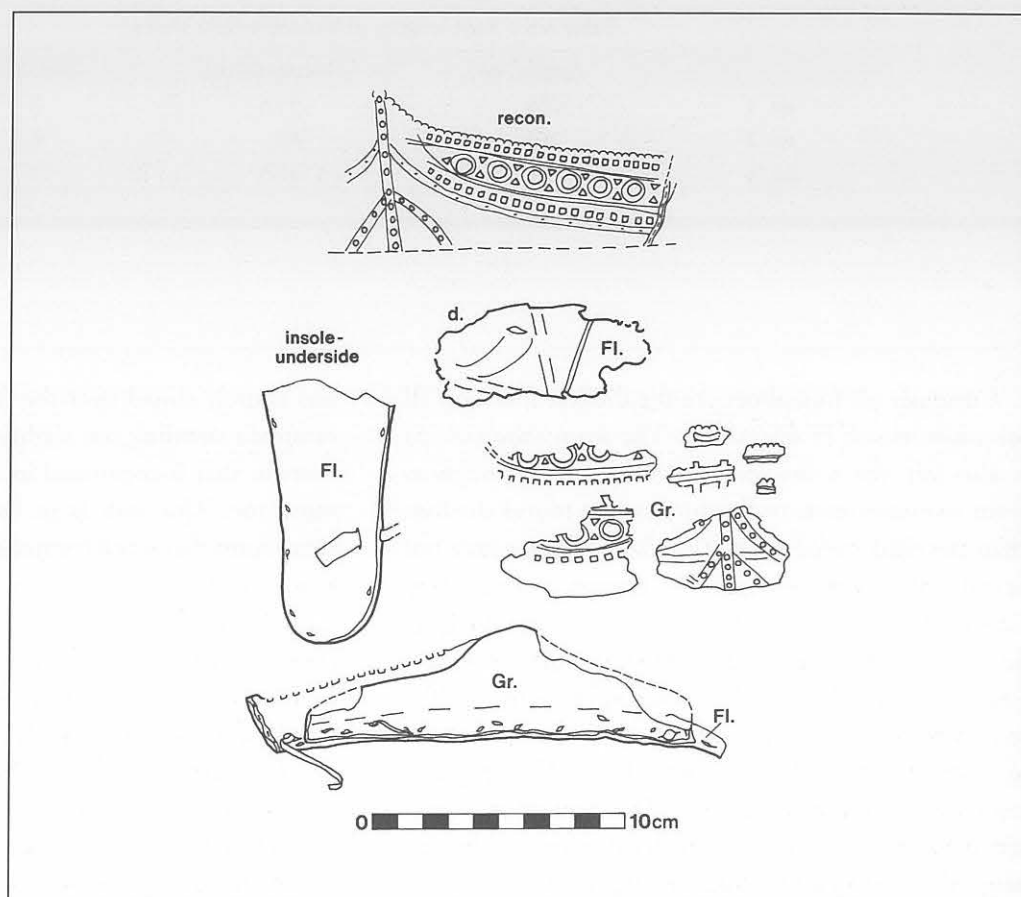 recon.
d.
Fl.
insole-
underside
Fl.
Gr.
Gr.
Fl.
0 10cm